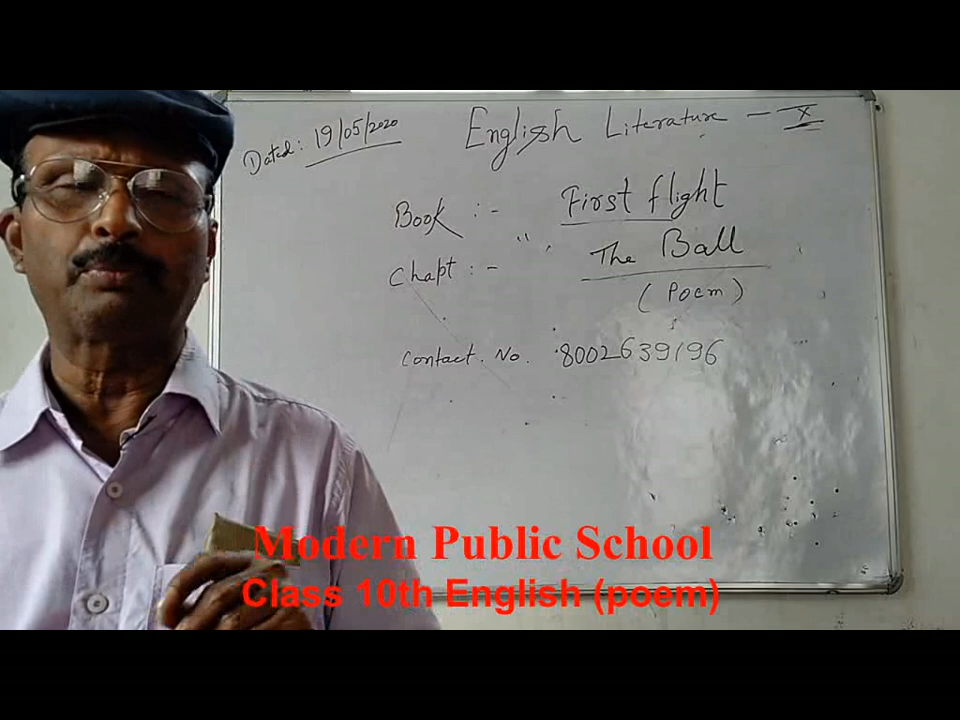 Dated: 19/05/2020
English Literature - X
Book :- First flight
" ,
Chapt :- The Ball
(Poem)
Contact. No. 8002639196
Modern Public School
Class 10th English (poem)